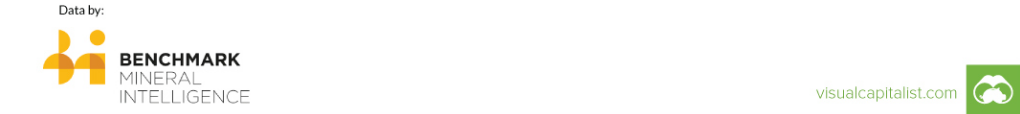 Data by:
BENCHMARK
MINERAL
INTELLIGENCE
visualcapitalist.com